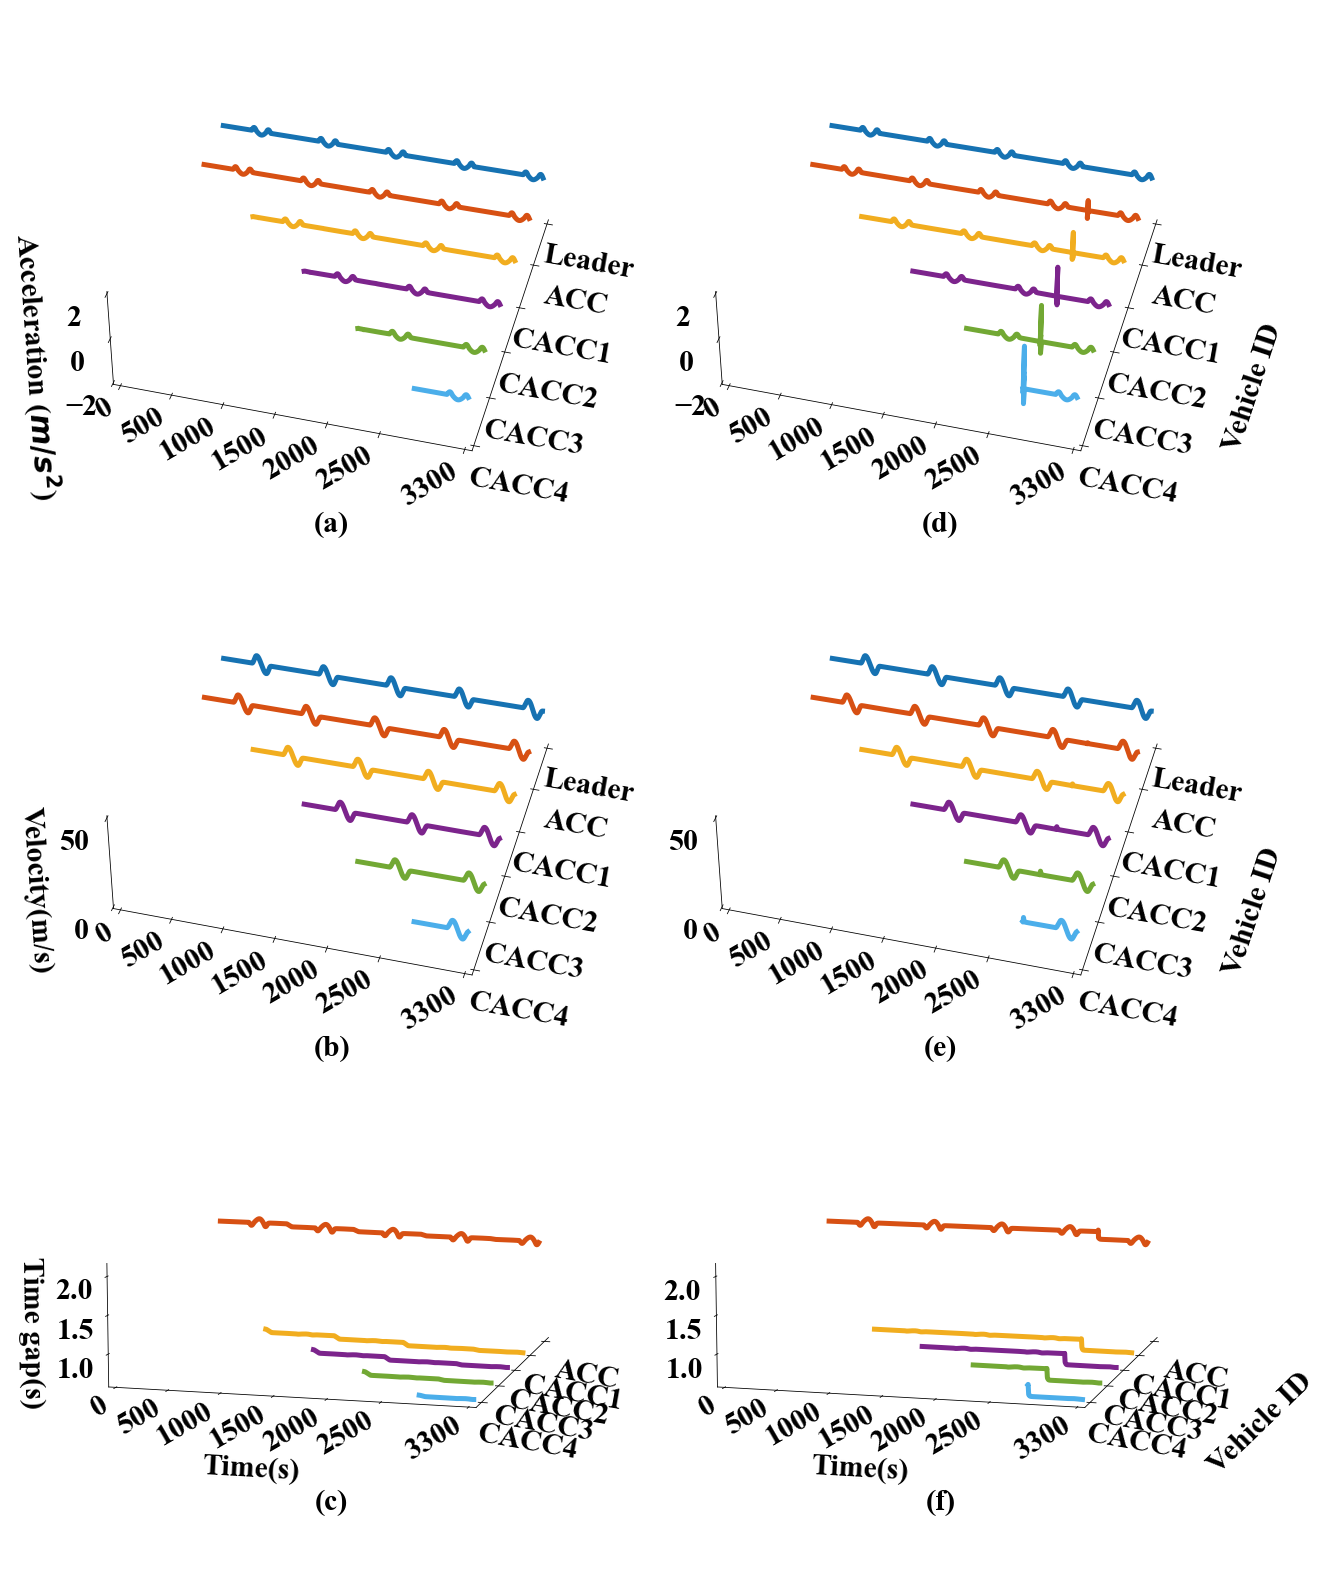 Acceleration (m/s²)
2
0
−2
0
500
1000
1500
2000
2500
3300
Leader
ACC
CACC1
CACC2
CACC3
CACC4
(a)
2
0
−2
0
500
1000
1500
2000
2500
3300
Leader
ACC
CACC1
CACC2
CACC3
CACC4
Vehicle ID
(d)
Velocity(m/s)
50
0
0
500
1000
1500
2000
2500
3300
Leader
ACC
CACC1
CACC2
CACC3
CACC4
(b)
50
0
0
500
1000
1500
2000
2500
3300
Leader
ACC
CACC1
CACC2
CACC3
CACC4
Vehicle ID
(e)
Time gap(s)
2.0
1.5
1.0
0
500
1000
1500
2000
2500
3300
Time(s)
ACC
CACC1
CACC2
CACC3
CACC4
(c)
2.0
1.5
1.0
0
500
1000
1500
2000
2500
3300
Time(s)
ACC
CACC1
CACC2
CACC3
CACC4
Vehicle ID
(f)